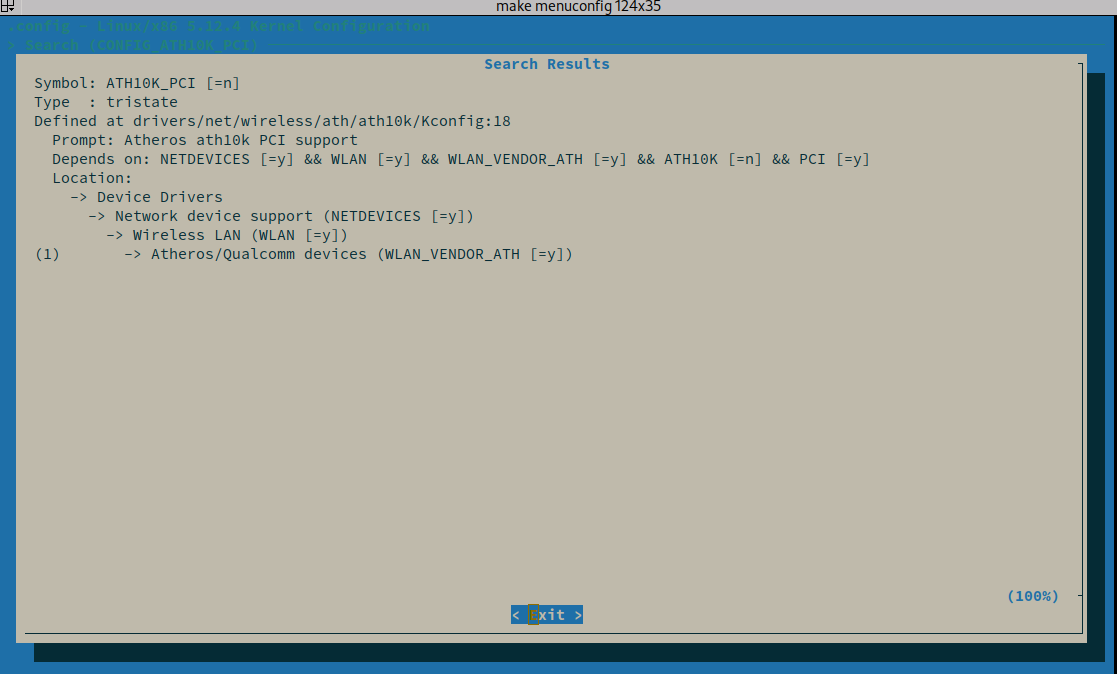 make menuconfig 124x35
.config - Linux/x86 5.12.4 Kernel Configuration
> Search (CONFIG_ATH10K_PCI)
Search Results
Symbol: ATH10K_PCI [=n]
Type  : tristate
Defined at drivers/net/wireless/ath/ath10k/Kconfig:18
Prompt: Atheros ath10k PCI support
Depends on: NETDEVICES [=y] && WLAN [=y] && WLAN_VENDOR_ATH [=y] && ATH10K [=n] && PCI [=y]
Location:
-> Device Drivers
-> Network device support (NETDEVICES [=y])
-> Wireless LAN (WLAN [=y])
(1) -> Atheros/Qualcomm devices (WLAN_VENDOR_ATH [=y])
(100%)
< Exit >